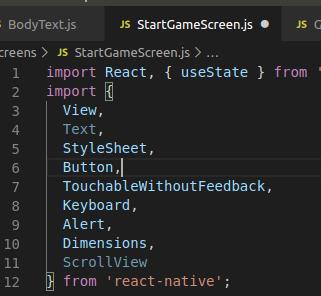 BodyText.js
JS StartGameScreen.js
creens > JS StartGameScreen.js > ...
1 import React, { useState } from '
2 import {
3 View,
4 Text,
5 StyleSheet,
6 Button,
7 TouchableWithoutFeedback,
8 Keyboard,
9 Alert,
10 Dimensions,
11 ScrollView
12 } from 'react-native';